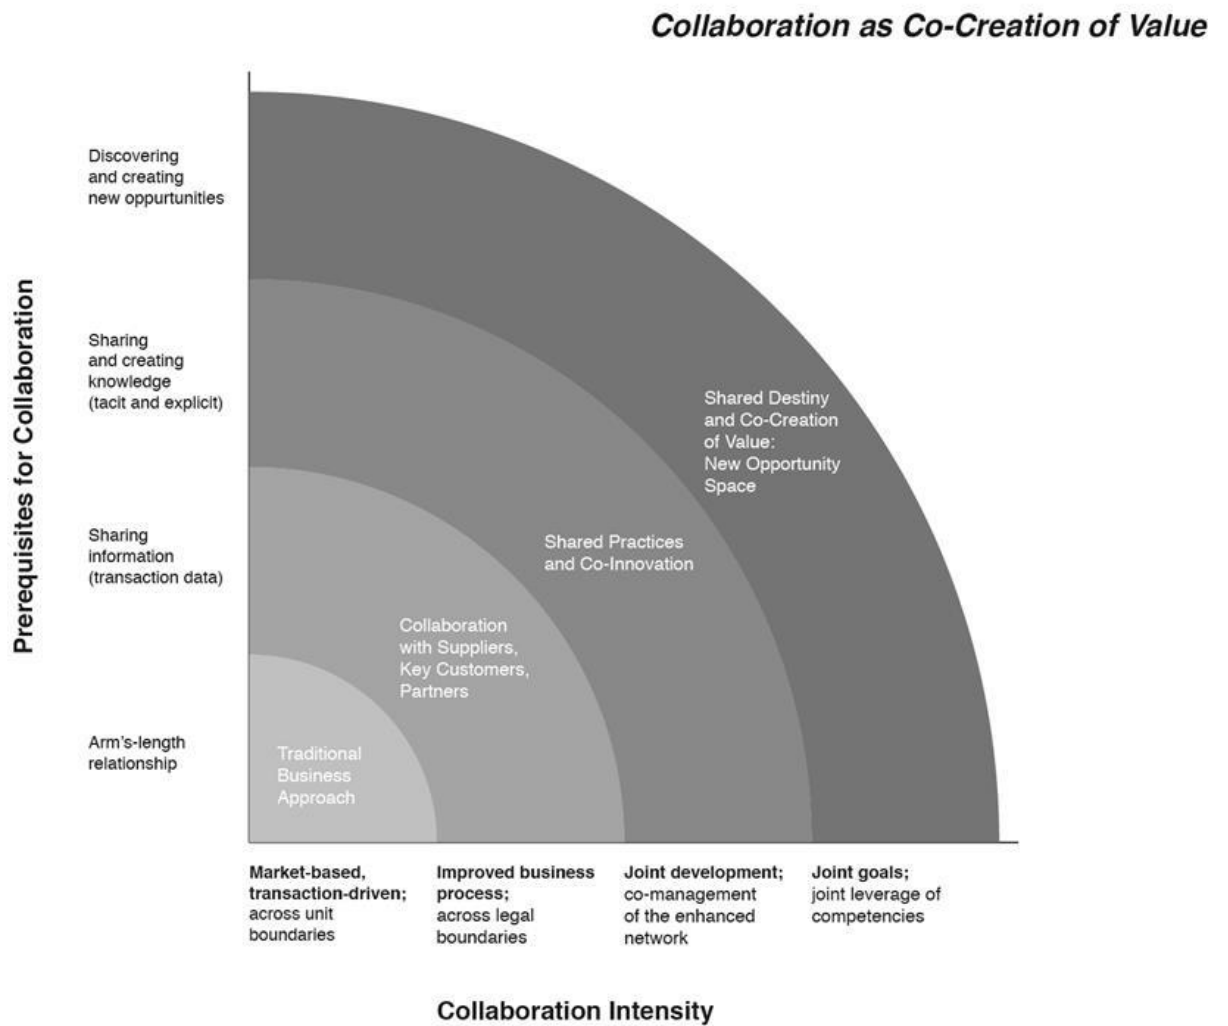 Collaboration as Co-Creation of Value
Prerequisites for Collaboration
Discovering
and creating
new oppurtunities
Sharing
and creating
knowledge
(tacit and explicit)
Sharing
information
(transaction data)
Arm's-length
relationship
Shared Destiny
and Co-Creation
of Value:
New Opportunity
Space
Shared Practices
and Co-Innovation
Collaboration
with Suppliers,
Key Customers,
Partners
Traditional
Business
Approach
Market-based,
transaction-driven;
across unit
boundaries
Improved business
process;
across legal
boundaries
Joint development;
co-management
of the enhanced
network
Joint goals;
joint leverage of
competencies
Collaboration Intensity